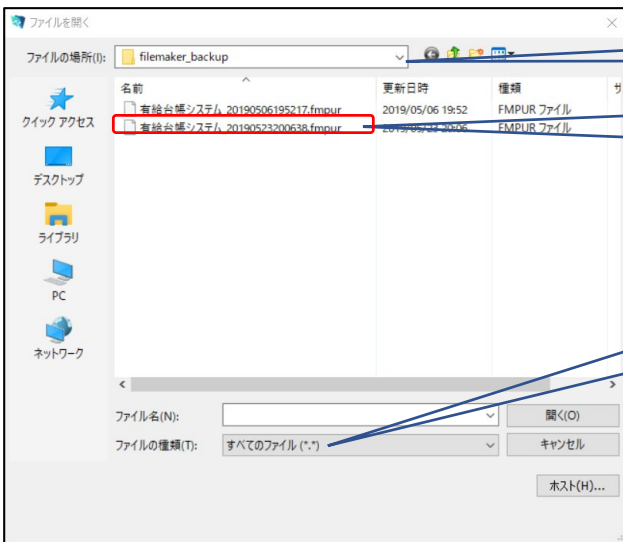 ファイルを開く
ファイルの場所(I):
filemaker_backup
名前
更新日時
種類
サ
有給台帳システム_20190506195217.fmpur
2019/05/06 19:52
FMPUR ファイル
有給台帳システム_20190523200638.fmpur
2019/05/23 20:06
FMPUR ファイル
クイック アクセス
デスクトップ
ライブラリ
PC
ネットワーク
ファイル名(N):
開く(O)
ファイルの種類(T):
すべてのファイル (*.*)
キャンセル
ホスト(H)...